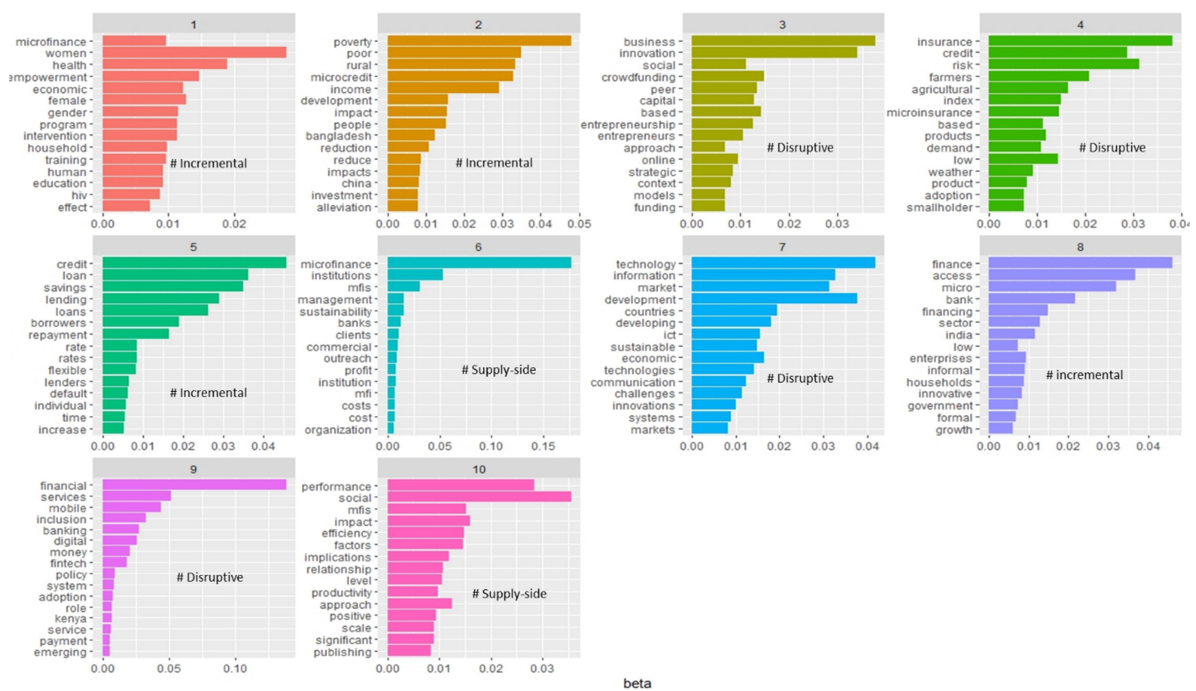 1
microfinance
women
health
empowerment
economic
female
gender
program
intervention
household
training
human
education
hiv
effect
# Incremental
0.00 0.01 0.02
2
poverty
poor
rural
microcredit
income
development
impact
people
bangladesh
reduction
reduce
impacts
china
investment
alleviation
# Incremental
0.00 0.01 0.02 0.03 0.04 0.05
3
business
innovation
social
crowdfunding
peer
capital
based
entrepreneurship
entrepreneurs
approach
online
strategic
context
models
funding
# Disruptive
0.00 0.01 0.02 0.03
4
insurance
credit
risk
farmers
agricultural
index
microinsurance
based
products
demand
low
weather
product
adoption
smallholder
# Disruptive
0.00 0.01 0.02 0.03 0.04
5
credit
loan
savings
lending
loans
borrowers
repayment
rate
rates
flexible
lenders
default
individual
time
increase
# Incremental
0.00 0.01 0.02 0.03 0.04
6
microfinance
institutions
mfis
management
sustainability
banks
clients
commercial
outreach
profit
institution
mfi
costs
cost
organization
# Supply-side
0.00 0.05 0.10 0.15
7
technology
information
market
development
countries
developing
ict
sustainable
economic
technologies
communication
challenges
innovations
systems
markets
# Disruptive
0.00 0.01 0.02 0.03 0.04
8
finance
access
micro
bank
financing
sector
india
low
enterprises
informal
households
innovative
government
formal
growth
# incremental
0.00 0.01 0.02 0.03 0.04
9
financial
services
mobile
inclusion
banking
digital
money
fintech
policy
system
adoption
role
kenya
service
payment
emerging
# Disruptive
0.00 0.05 0.10
10
performance
social
mfis
impact
efficiency
factors
implications
relationship
level
productivity
approach
positive
scale
significant
publishing
# Supply-side
0.00 0.01 0.02 0.03
beta